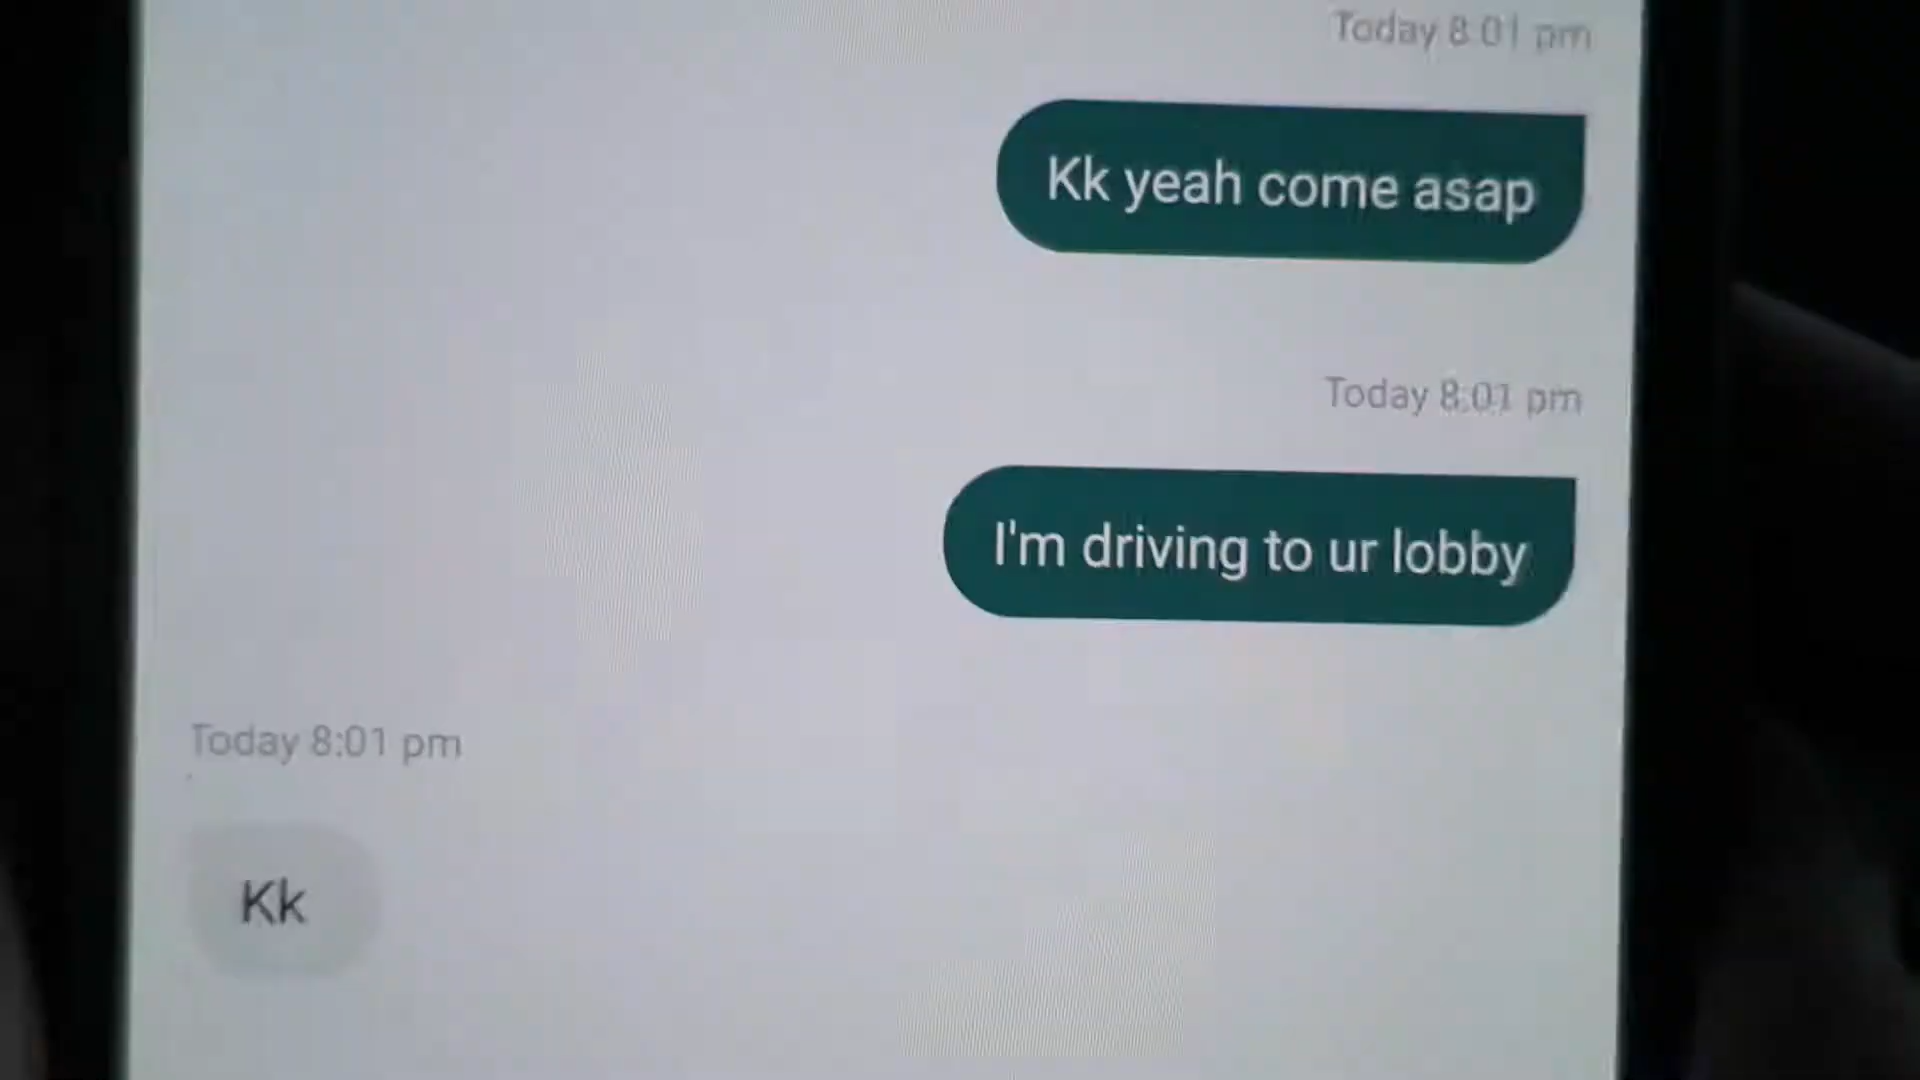 Today 8:01 pm
Kk yeah come asap
Today 8:01 pm
I'm driving to ur lobby
Today 8:01 pm
Kk